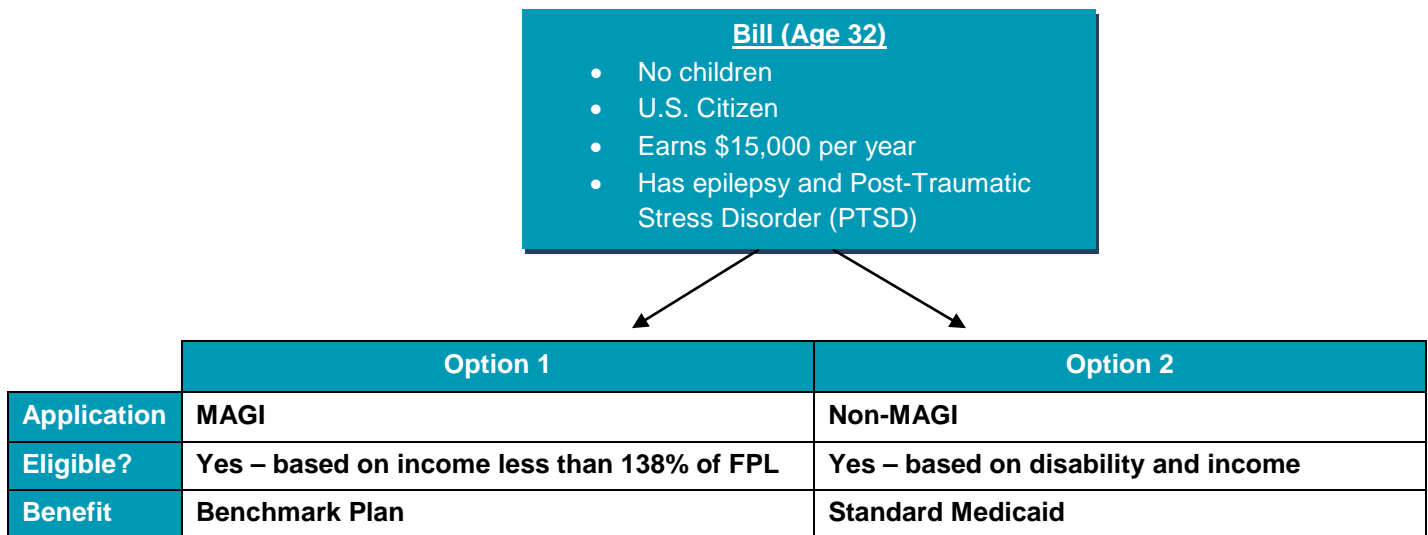 Bill (Age 32)
• No children
• U.S. Citizen
• Earns $15,000 per year
• Has epilepsy and Post-Traumatic
Stress Disorder (PTSD)
Option 1 Option 2
Application MAGI Non-MAGI
Eligible? Yes – based on income less than 138% of FPL Yes – based on disability and income
Benefit Benchmark Plan Standard Medicaid